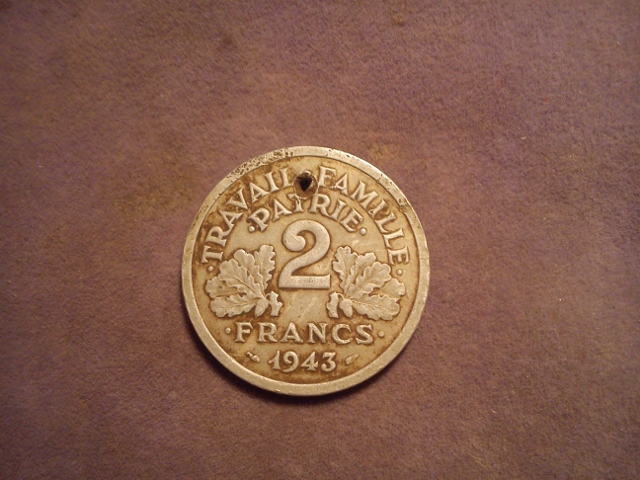 ·TRAVAIL FAMILLE·
·PATRIE·
2
·FRANCS·
1943